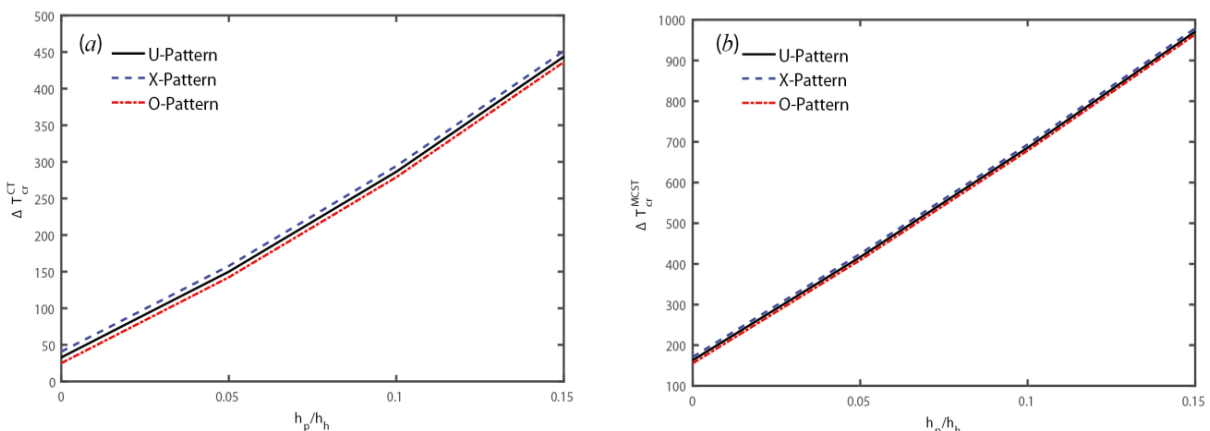 (a)
U-Pattern
X-Pattern
O-Pattern
500
450
400
350
300
250
200
150
100
50
0
Δ T_cr^CT
0 0.05 0.1 0.15
h_p/h_h
(b)
U-Pattern
X-Pattern
O-Pattern
1000
900
800
700
600
500
400
300
200
100
Δ T_cr^MCST
0 0.05 0.1 0.15
h_p/h_h